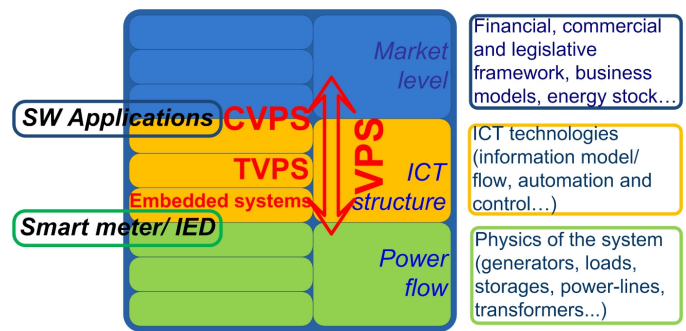 Market
level
SW Applications
CVPS
TVPS
VPS
ICT
structure
Embedded systems
Smart meter/ IED
Power
flow
Financial, commercial
and legislative
framework, business
models, energy stock…
ICT technologies
(information model/
flow, automation and
control…)
Physics of the system
(generators, loads,
storages, power-lines,
transformers...)